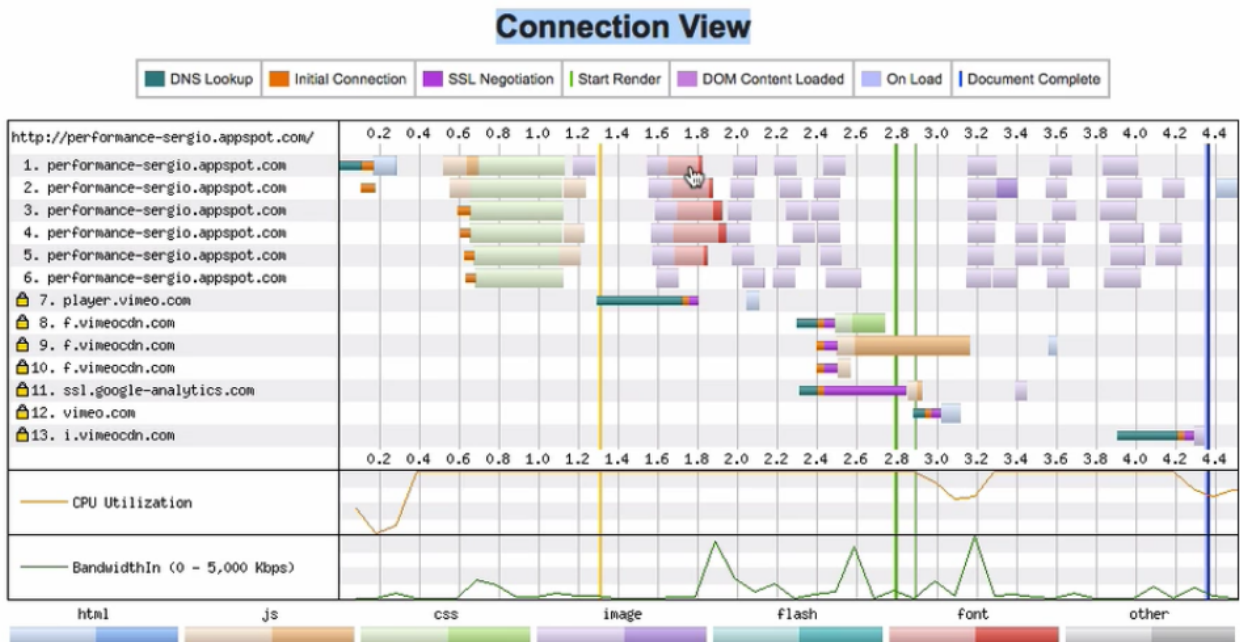 Connection View
DNS Lookup Initial Connection SSL Negotiation Start Render DOM Content Loaded On Load Document Complete
http://performance-sergio.appspot.com/ 0.2 0.4 0.6 0.8 1.0 1.2 1.4 1.6 1.8 2.0 2.2 2.4 2.6 2.8 3.0 3.2 3.4 3.6 3.8 4.0 4.2 4.4
1. performance-sergio.appspot.com
2. performance-sergio.appspot.com
3. performance-sergio.appspot.com
4. performance-sergio.appspot.com
5. performance-sergio.appspot.com
6. performance-sergio.appspot.com
7. player.vimeo.com
8. f.vimeocdn.com
9. f.vimeocdn.com
10. f.vimeocdn.com
11. ssl.google-analytics.com
12. vimeo.com
13. i.vimeocdn.com
0.2 0.4 0.6 0.8 1.0 1.2 1.4 1.6 1.8 2.0 2.2 2.4 2.6 2.8 3.0 3.2 3.4 3.6 3.8 4.0 4.2 4.4
CPU Utilization
BandwidthIn (0 - 5,000 Kbps)
html js css image flash font other